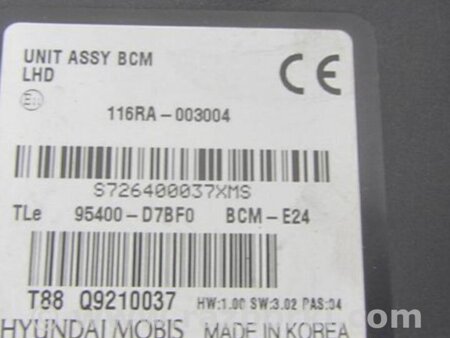 UNIT ASSY BCM
LHD
CE
116RA-003004
S726400037XMS
TLe 95400-D7BF0 BCM-E24
T88 Q9210037 HW:1.00 SW:3.02 PAS:04
HYUNDAI MOBIS MADE IN KOREA